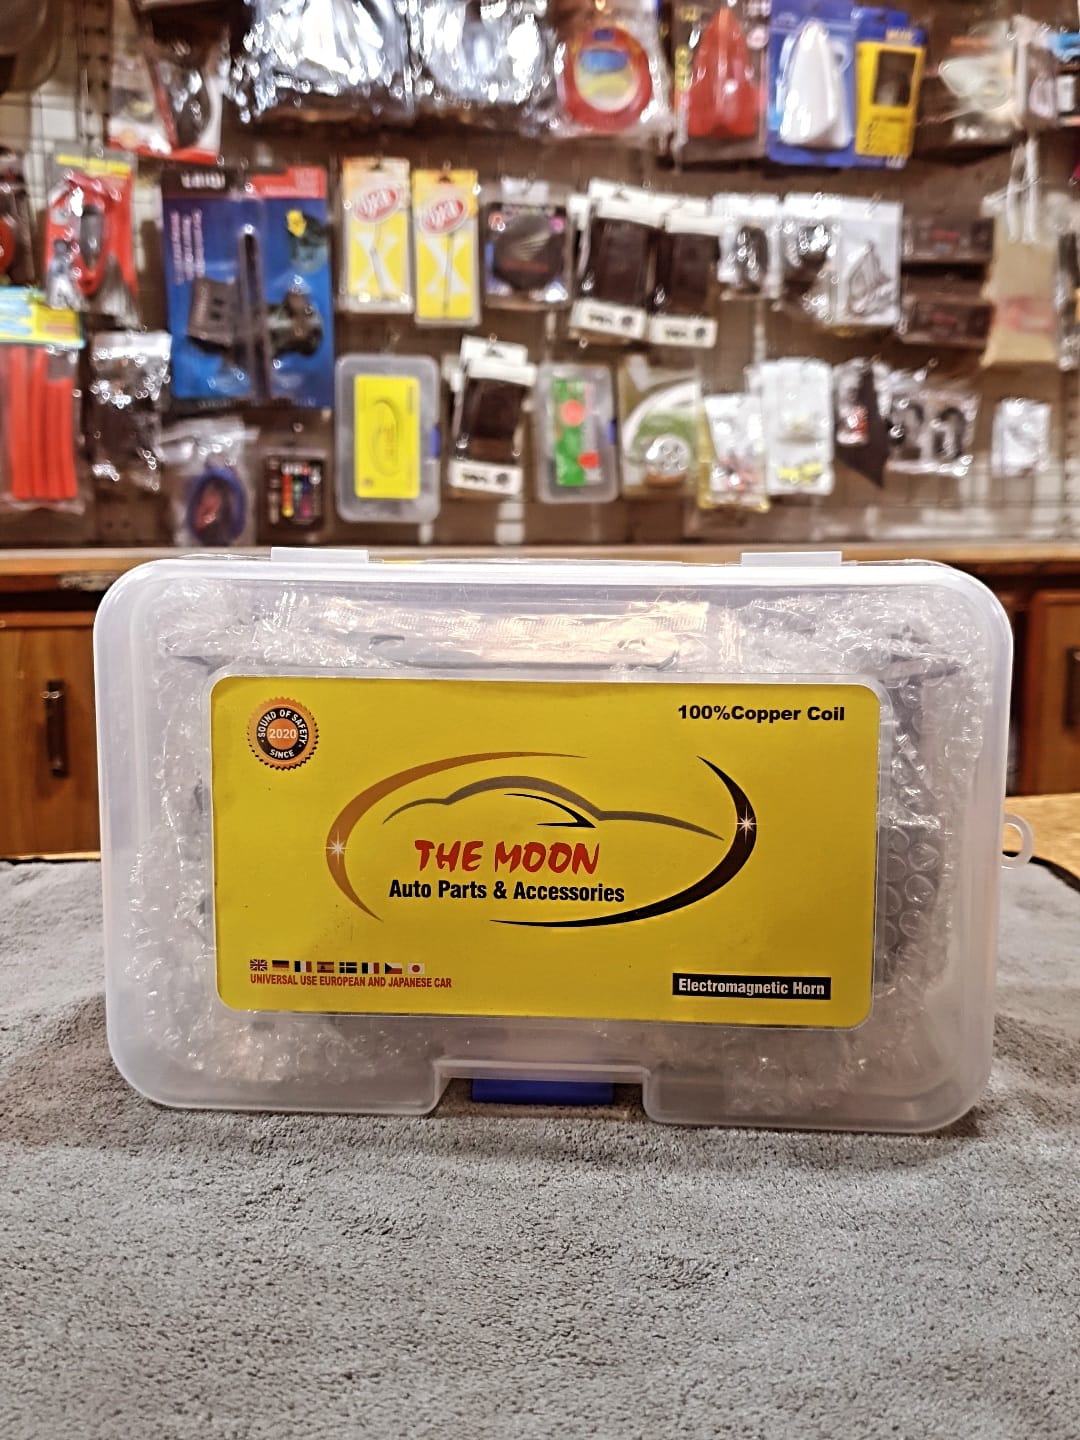 SOUND OF SAFETY
2020
SINCE
100%Copper Coil
THE MOON
Auto Parts & Accessories
UNIVERSAL USE EUROPEAN AND JAPANESE CAR
Electromagnetic Horn